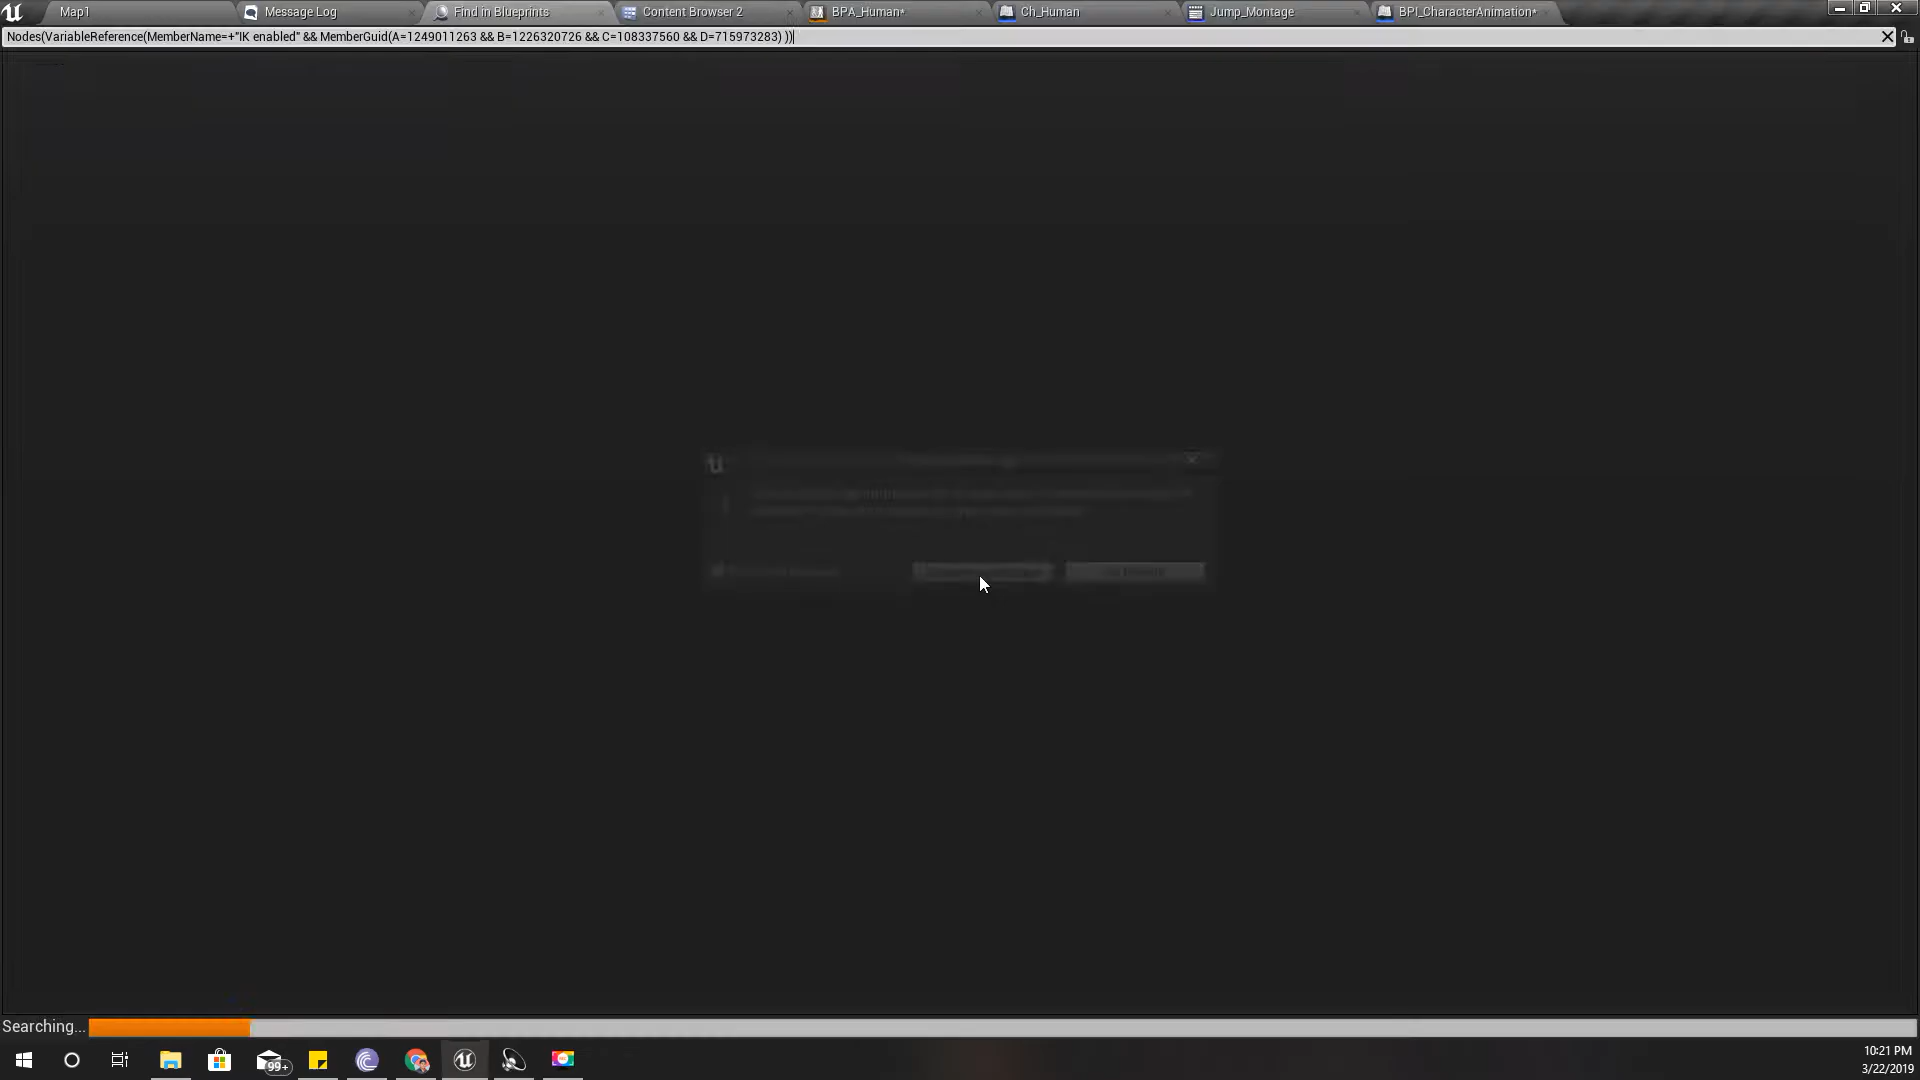 Map1
Message Log
Find in Blueprints
Content Browser 2
BPA_Human*
Ch_Human
Jump_Montage
BPI_CharacterAnimation*
Nodes(VariableReference(MemberName=+"IK enabled" && MemberGuid(A=1249011263 && B=1226320726 && C=108337560 && D=715973283) ))
Searching...
99+
10:21 PM
3/22/2019